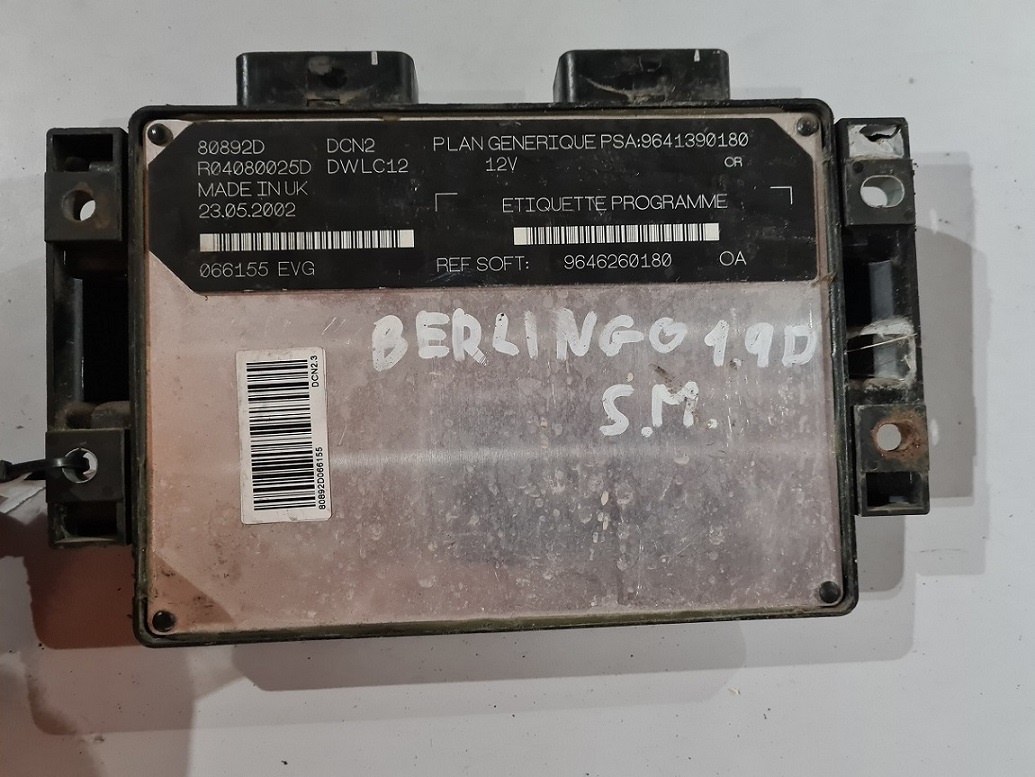 80892D DCN2 PLAN GENERIQUE PSA:9641390180
R04080025D DWLC12 12V CR
MADE IN UK
23.05.2002 ETIQUETTE PROGRAMME
066155 EVG REF SOFT: 9646260180 OA
BERLINGO 1.9D
S.M.
DCN2.3
80892D066155